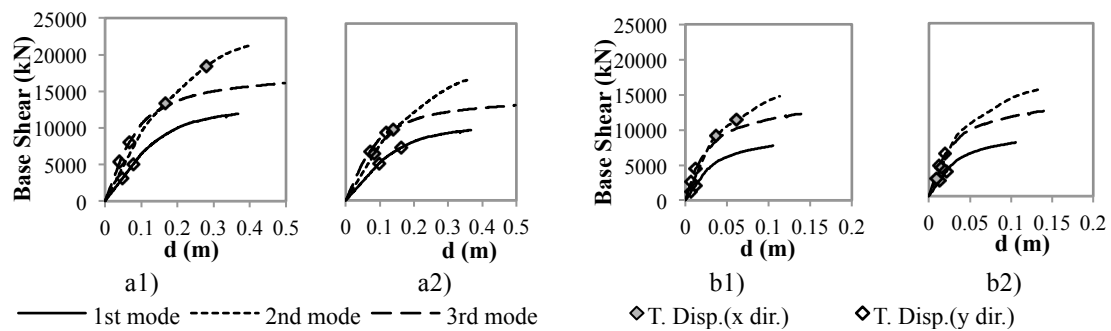 Base Shear (kN)
25000
20000
15000
10000
5000
0
0 0.1 0.2 0.3 0.4 0.5
d (m)
a1)
0 0.1 0.2 0.3 0.4 0.5
d (m)
a2)
Base Shear (kN)
25000
20000
15000
10000
5000
0
0 0.05 0.1 0.15 0.2
d (m)
b1)
0 0.05 0.1 0.15 0.2
d (m)
b2)
1st mode 2nd mode 3rd mode T. Disp.(x dir.) T. Disp.(y dir.)